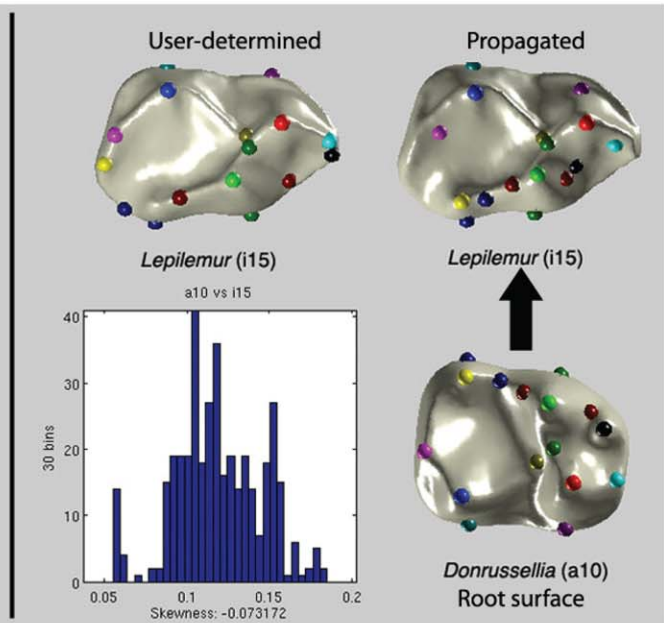 User-determined
Propagated
Lepilemur (i15)
Lepilemur (i15)
a10 vs i15
40
30
20
10
0
30 bins
0.05 0.1 0.15 0.2
Skewness: -0.073172
Donrussellia (a10)
Root surface